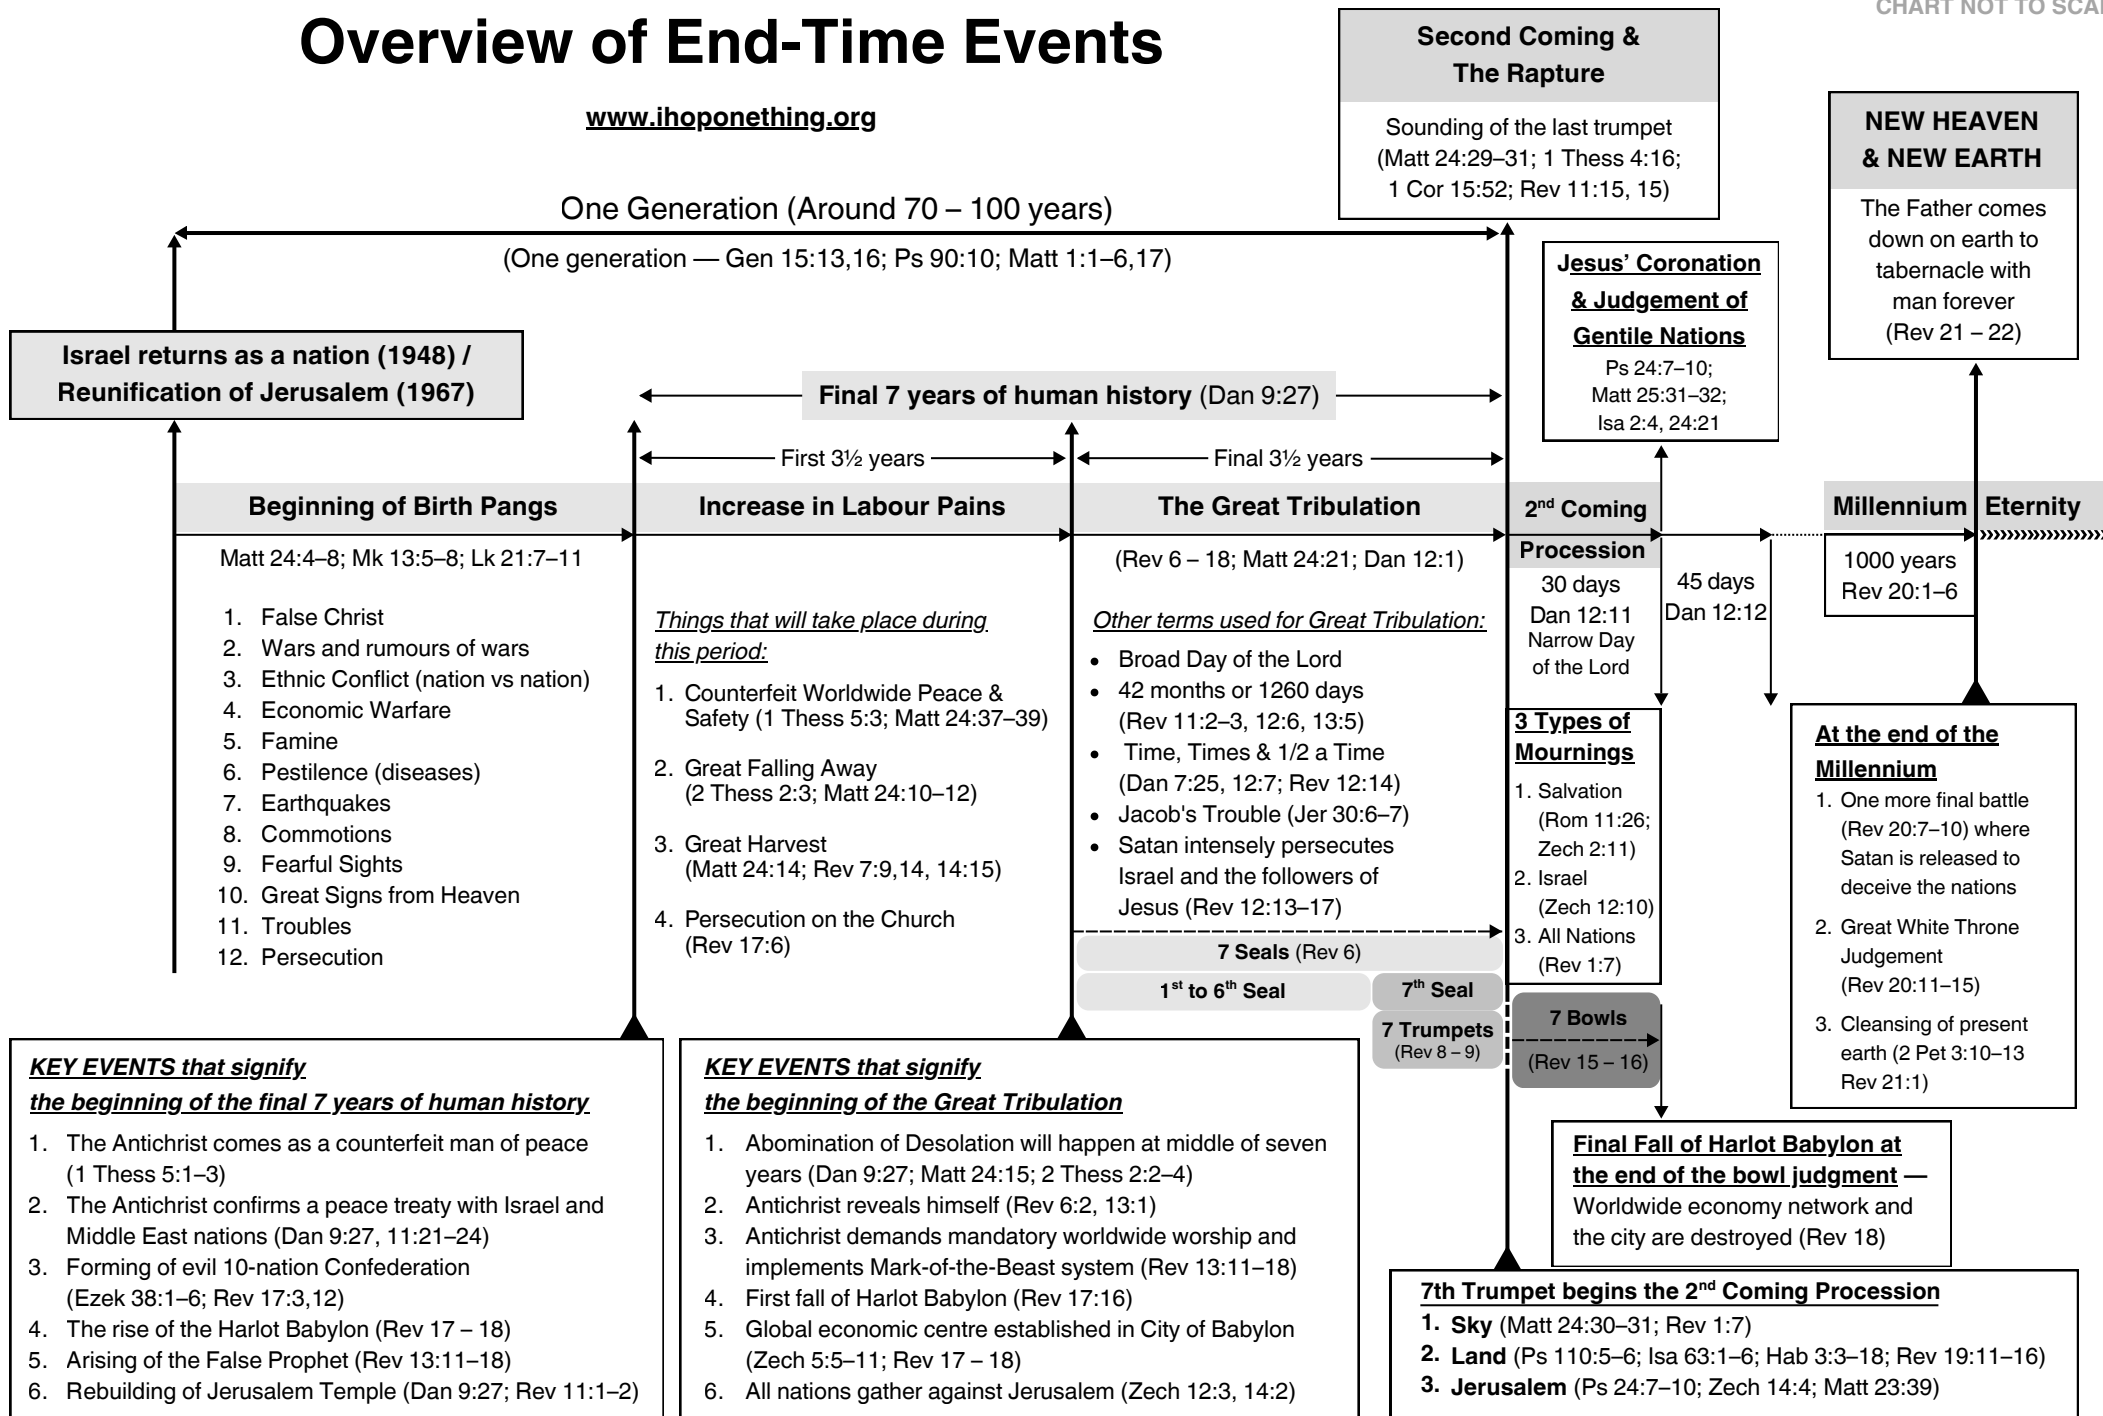 CHART NOT TO SCAL
Overview of End-Time Events
www.ihoponething.org
Second Coming &
The Rapture
Sounding of the last trumpet
(Matt 24:29–31; 1 Thess 4:16;
1 Cor 15:52; Rev 11:15, 15)
NEW HEAVEN
& NEW EARTH
The Father comes
down on earth to
tabernacle with
man forever
(Rev 21 – 22)
One Generation (Around 70 – 100 years)
(One generation — Gen 15:13,16; Ps 90:10; Matt 1:1–6,17)
Jesus’ Coronation
& Judgement of
Gentile Nations
Ps 24:7–10;
Matt 25:31–32;
Isa 2:4, 24:21
Israel returns as a nation (1948) /
Reunification of Jerusalem (1967)
Final 7 years of human history (Dan 9:27)
First 3½ years
Final 3½ years
Beginning of Birth Pangs
Matt 24:4–8; Mk 13:5–8; Lk 21:7–11
1. False Christ
2. Wars and rumours of wars
3. Ethnic Conflict (nation vs nation)
4. Economic Warfare
5. Famine
6. Pestilence (diseases)
7. Earthquakes
8. Commotions
9. Fearful Sights
10. Great Signs from Heaven
11. Troubles
12. Persecution
Increase in Labour Pains
Things that will take place during
this period:
1. Counterfeit Worldwide Peace &
Safety (1 Thess 5:3; Matt 24:37–39)
2. Great Falling Away
(2 Thess 2:3; Matt 24:10–12)
3. Great Harvest
(Matt 24:14; Rev 7:9,14, 14:15)
4. Persecution on the Church
(Rev 17:6)
The Great Tribulation
(Rev 6 – 18; Matt 24:21; Dan 12:1)
Other terms used for Great Tribulation:
• Broad Day of the Lord
• 42 months or 1260 days
(Rev 11:2–3, 12:6, 13:5)
• Time, Times & 1/2 a Time
(Dan 7:25, 12:7; Rev 12:14)
• Jacob's Trouble (Jer 30:6–7)
• Satan intensely persecutes
Israel and the followers of
Jesus (Rev 12:13–17)
7 Seals (Rev 6)
1st to 6th Seal
7th Seal
7 Trumpets
(Rev 8 – 9)
2nd Coming
Procession
30 days
Dan 12:11
Narrow Day
of the Lord
45 days
Dan 12:12
3 Types of
Mournings
1. Salvation
(Rom 11:26;
Zech 2:11)
2. Israel
(Zech 12:10)
3. All Nations
(Rev 1:7)
7 Bowls
(Rev 15 – 16)
Millennium
Eternity
1000 years
Rev 20:1–6
At the end of the
Millennium
1. One more final battle
(Rev 20:7–10) where
Satan is released to
deceive the nations
2. Great White Throne
Judgement
(Rev 20:11–15)
3. Cleansing of present
earth (2 Pet 3:10–13
Rev 21:1)
KEY EVENTS that signify
the beginning of the final 7 years of human history
1. The Antichrist comes as a counterfeit man of peace
(1 Thess 5:1–3)
2. The Antichrist confirms a peace treaty with Israel and
Middle East nations (Dan 9:27, 11:21–24)
3. Forming of evil 10-nation Confederation
(Ezek 38:1–6; Rev 17:3,12)
4. The rise of the Harlot Babylon (Rev 17 – 18)
5. Arising of the False Prophet (Rev 13:11–18)
6. Rebuilding of Jerusalem Temple (Dan 9:27; Rev 11:1–2)
KEY EVENTS that signify
the beginning of the Great Tribulation
1. Abomination of Desolation will happen at middle of seven
years (Dan 9:27; Matt 24:15; 2 Thess 2:2–4)
2. Antichrist reveals himself (Rev 6:2, 13:1)
3. Antichrist demands mandatory worldwide worship and
implements Mark-of-the-Beast system (Rev 13:11–18)
4. First fall of Harlot Babylon (Rev 17:16)
5. Global economic centre established in City of Babylon
(Zech 5:5–11; Rev 17 – 18)
6. All nations gather against Jerusalem (Zech 12:3, 14:2)
Final Fall of Harlot Babylon at
the end of the bowl judgment —
Worldwide economy network and
the city are destroyed (Rev 18)
7th Trumpet begins the 2nd Coming Procession
1. Sky (Matt 24:30–31; Rev 1:7)
2. Land (Ps 110:5–6; Isa 63:1–6; Hab 3:3–18; Rev 19:11–16)
3. Jerusalem (Ps 24:7–10; Zech 14:4; Matt 23:39)